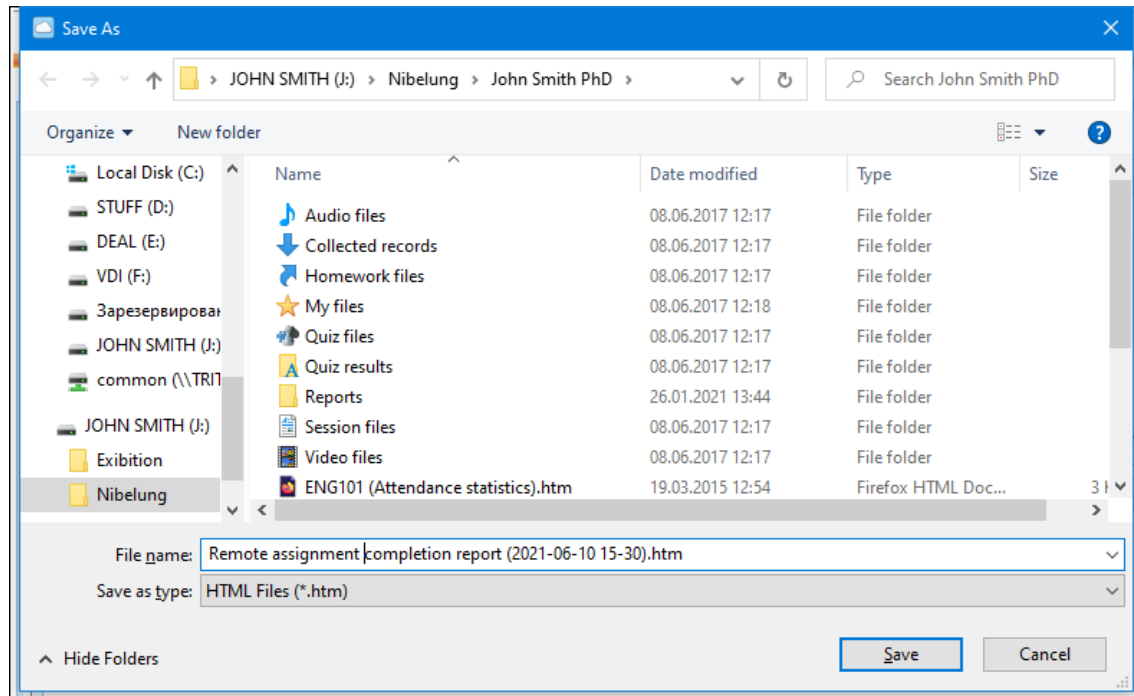 Save As
JOHN SMITH (J:) > Nibelung > John Smith PhD >
Search John Smith PhD
Organize
New folder
?
Name Date modified Type Size
Local Disk (C:)
STUFF (D:)
DEAL (E:)
VDI (F:)
Зарезервирован
JOHN SMITH (J:)
common (\\TRIT
JOHN SMITH (J:)
Exibition
Nibelung
Audio files 08.06.2017 12:17 File folder
Collected records 08.06.2017 12:17 File folder
Homework files 08.06.2017 12:17 File folder
My files 08.06.2017 12:18 File folder
Quiz files 08.06.2017 12:17 File folder
Quiz results 08.06.2017 12:17 File folder
Reports 26.01.2021 13:44 File folder
Session files 08.06.2017 12:17 File folder
Video files 08.06.2017 12:17 File folder
ENG101 (Attendance statistics).htm 19.03.2015 12:54 Firefox HTML Doc... 3
File name: Remote assignment completion report (2021-06-10 15-30).htm
Save as type: HTML Files (*.htm)
Hide Folders
Save
Cancel